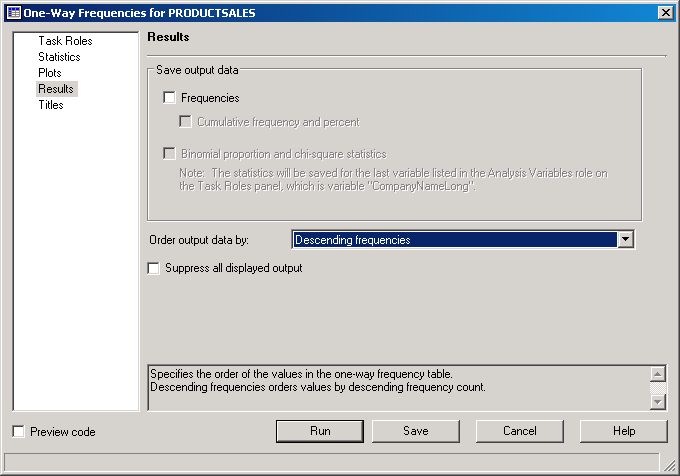 One-Way Frequencies for PRODUCTSALES
Task Roles
Statistics
Plots
Results
Titles
Results
Save output data
Frequencies
Cumulative frequency and percent
Binomial proportion and chi-square statistics
Note: The statistics will be saved for the last variable listed in the Analysis Variables role on
the Task Roles panel, which is variable "CompanyNameLong".
Order output data by:
Descending frequencies
Suppress all displayed output
Specifies the order of the values in the one-way frequency table.
Descending frequencies orders values by descending frequency count.
Preview code
Run
Save
Cancel
Help